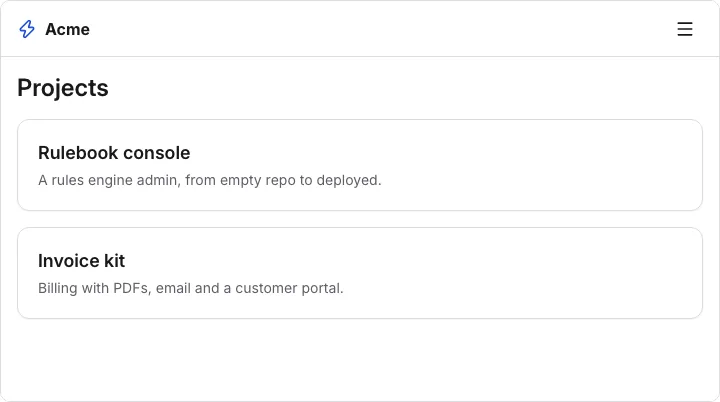 Acme
Projects
Rulebook console
A rules engine admin, from empty repo to deployed.
Invoice kit
Billing with PDFs, email and a customer portal.